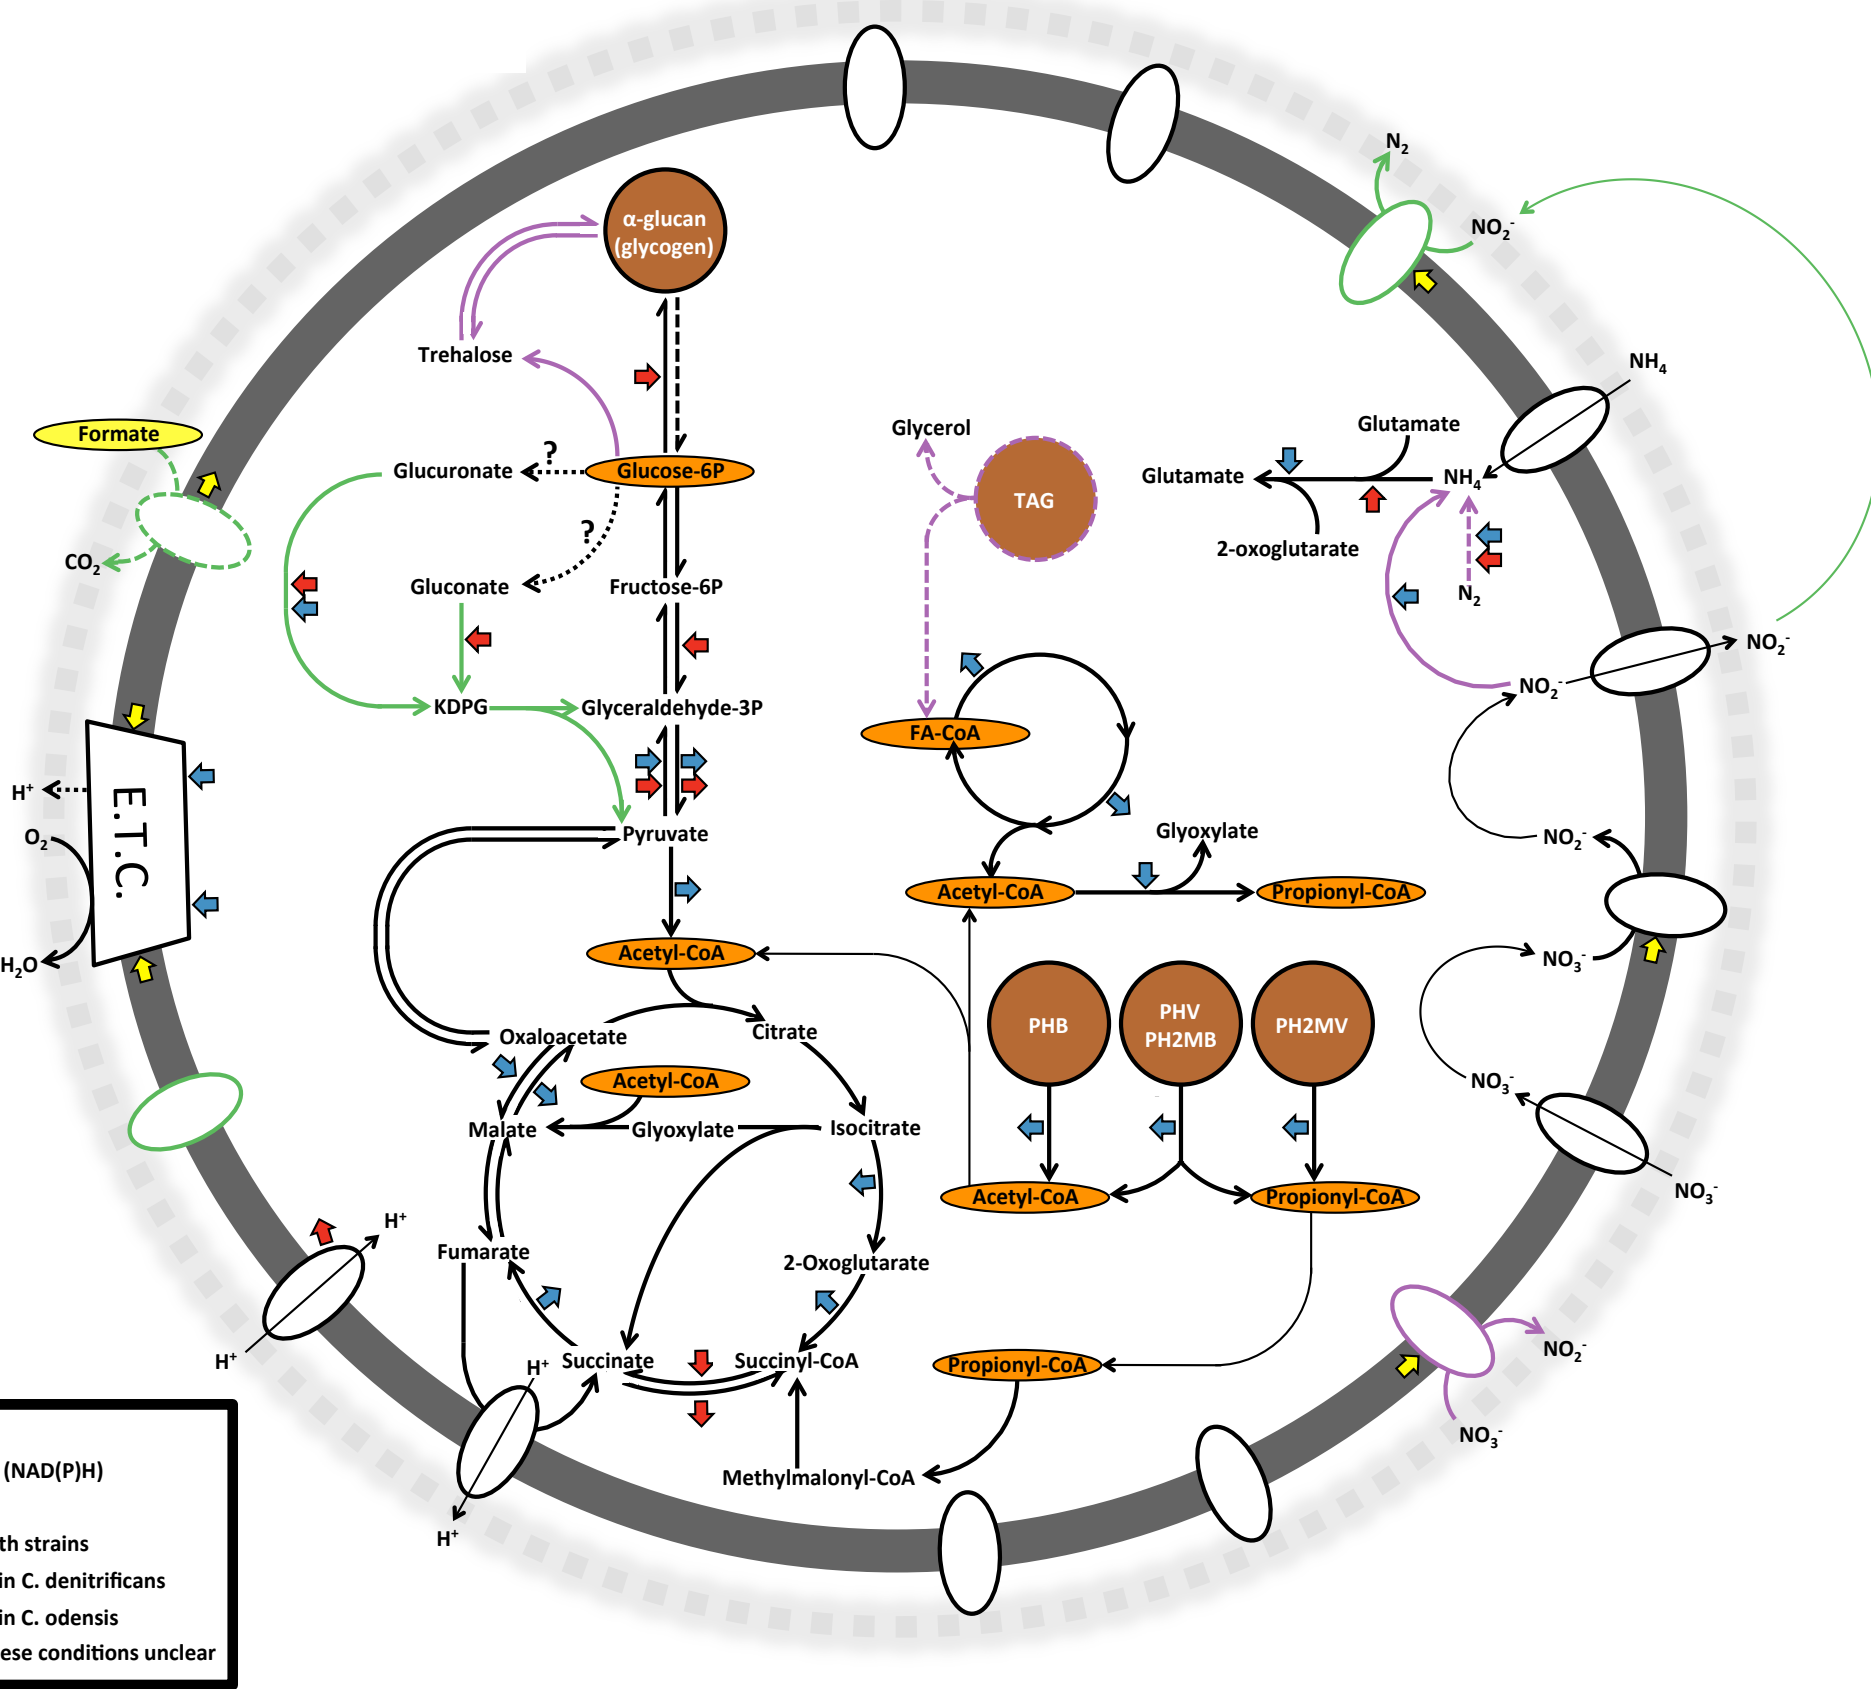 N₂
NO₂⁻
α-glucan
(glycogen)
Trehalose
NH₄
Formate
Glucuronate
?
Glucose-6P
Glycerol
TAG
Glutamate
Glutamate
NH₄
2-oxoglutarate
N₂
CO₂
?
Gluconate
Fructose-6P
NO₂⁻
NO₂⁻
KDPG
Glyceraldehyde-3P
FA-CoA
H⁺
O₂
H₂O
E.T.C.
Pyruvate
Glyoxylate
NO₂⁻
Acetyl-CoA
Propionyl-CoA
Acetyl-CoA
NO₃⁻
PHB
PHV
PH2MB
PH2MV
Oxaloacetate
Citrate
Acetyl-CoA
NO₃⁻
Malate
Glyoxylate
Isocitrate
Acetyl-CoA
Propionyl-CoA
NO₃⁻
H⁺
Fumarate
2-Oxoglutarate
H⁺
H⁺
Succinate
Succinyl-CoA
Propionyl-CoA
NO₂⁻
NO₃⁻
Methylmalonyl-CoA
H⁺
(NAD(P)H)
th strains
in C. denitrificans
in C. odensis
ese conditions unclear